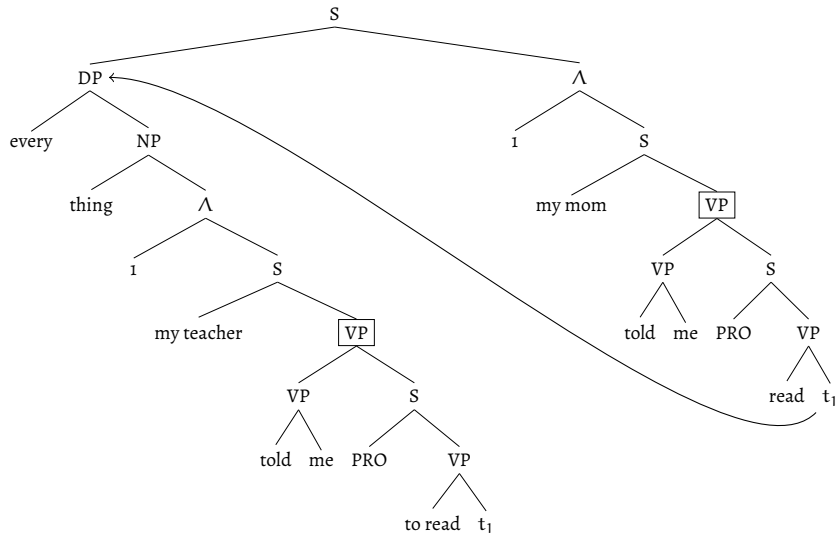 S
DP Λ
every NP 1 S
thing Λ my mom VP
1 S VP S
my teacher VP told me PRO VP
VP S read t₁
told me PRO VP
to read t₁